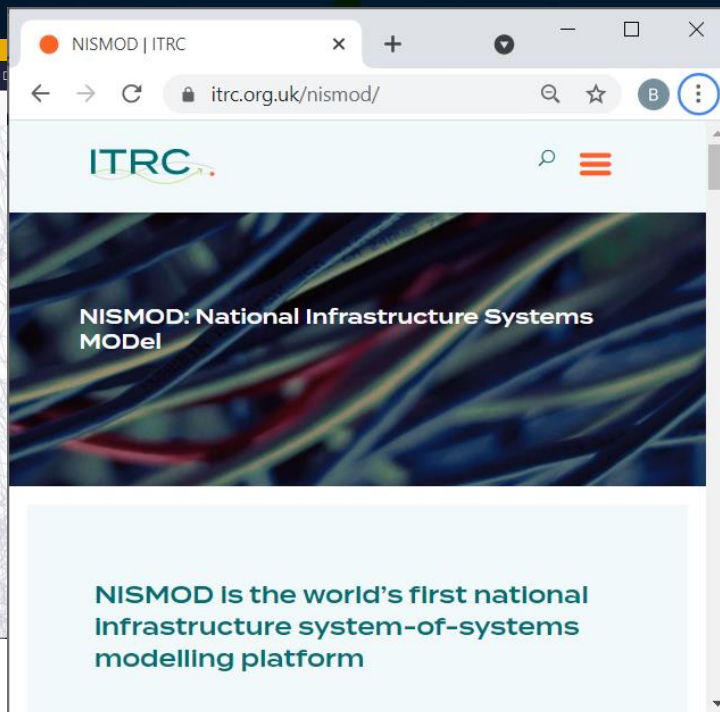 NISMOD | ITRC
itrc.org.uk/nismod/
B
ITRC
NISMOD: National Infrastructure Systems
MODel
NISMOD is the world's first national
infrastructure system-of-systems
modelling platform